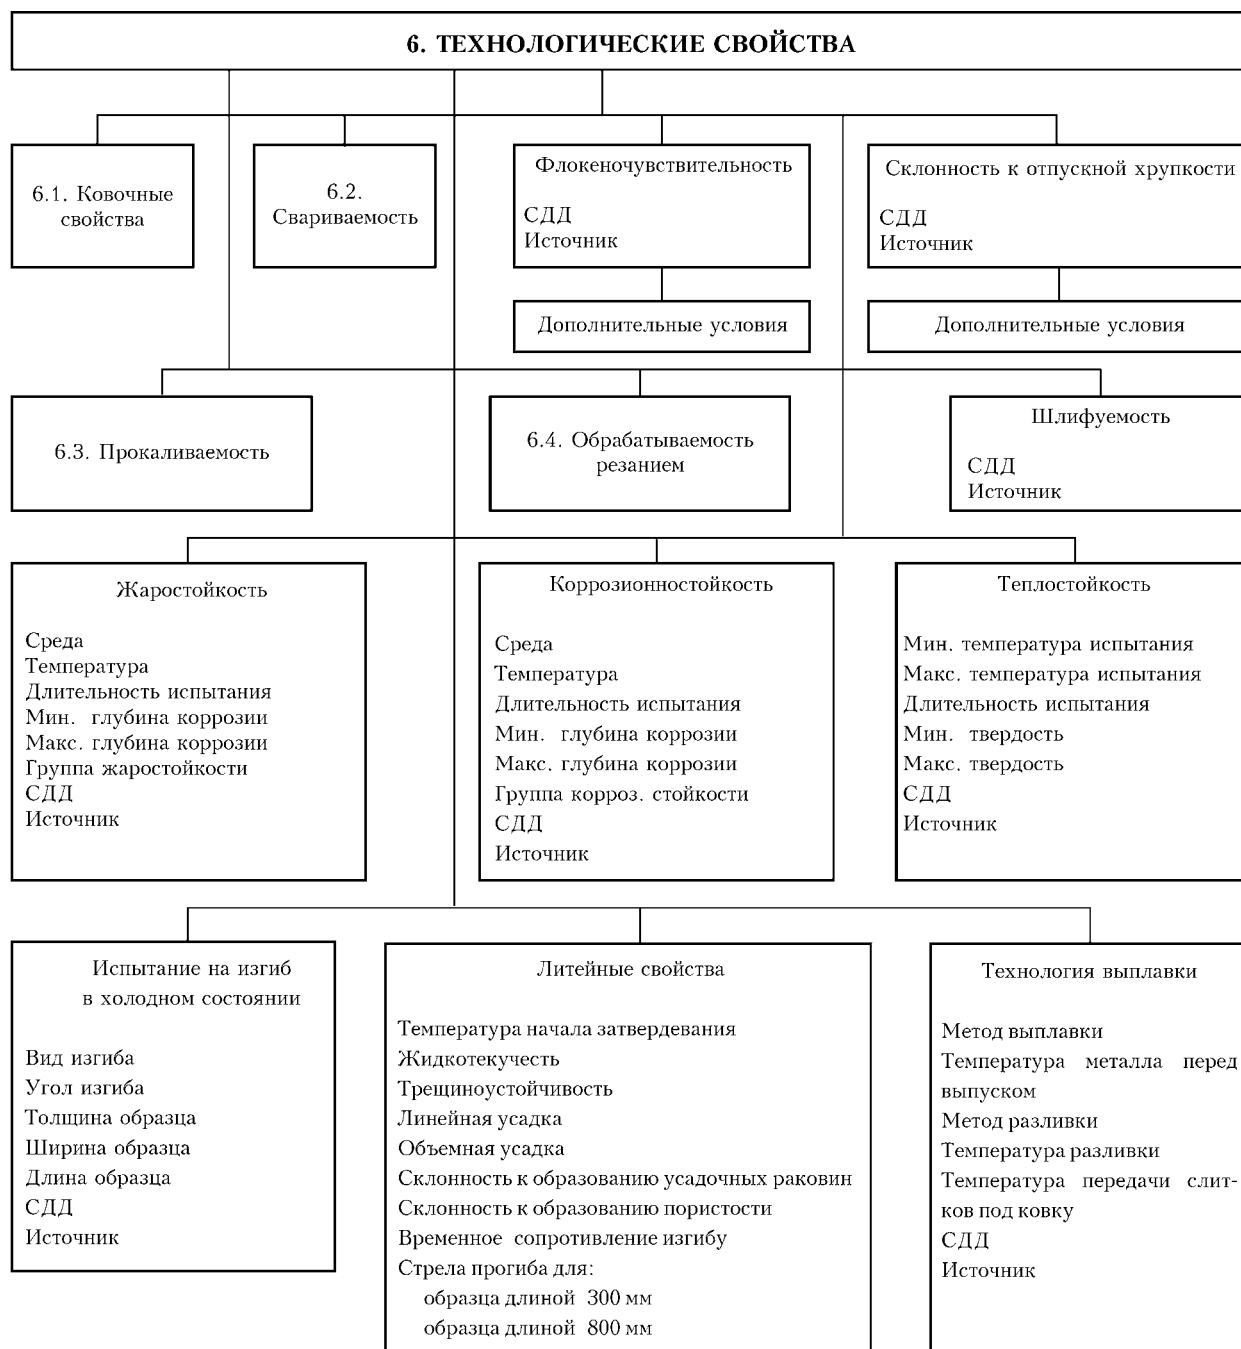 6. ТЕХНОЛОГИЧЕСКИЕ СВОЙСТВА
6.1. Ковочные
свойства
6.2.
Свариваемость
Флокеночувствительность
СДД
Источник
Склонность к отпускной хрупкости
СДД
Источник
Дополнительные условия
Дополнительные условия
6.3. Прокаливаемость
6.4. Обрабатываемость
резанием
Шлифуемость
СДД
Источник
Жаростойкость
Среда
Температура
Длительность испытания
Мин. глубина коррозии
Макс. глубина коррозии
Группа жаростойкости
СДД
Источник
Коррозионностойкость
Среда
Температура
Длительность испытания
Мин. глубина коррозии
Макс. глубина коррозии
Группа корроз. стойкости
СДД
Источник
Теплостойкость
Мин. температура испытания
Макс. температура испытания
Длительность испытания
Мин. твердость
Макс. твердость
СДД
Источник
Испытание на изгиб
в холодном состоянии
Вид изгиба
Угол изгиба
Толщина образца
Ширина образца
Длина образца
СДД
Источник
Литейные свойства
Температура начала затвердевания
Жидкотекучесть
Трещиноустойчивость
Линейная усадка
Объемная усадка
Склонность к образованию усадочных раковин
Склонность к образованию пористости
Временное сопротивление изгибу
Стрела прогиба для:
образца длиной 300 мм
образца длиной 800 мм
Технология выплавки
Метод выплавки
Температура металла перед
выпуском
Метод разливки
Температура разливки
Температура передачи слит-
ков под ковку
СДД
Источник